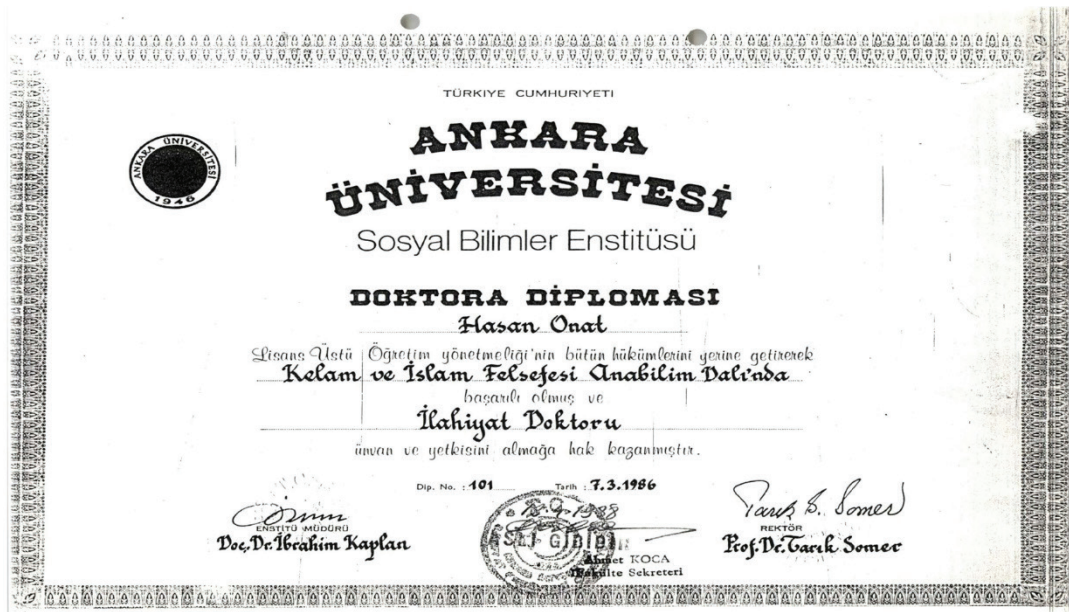 TÜRKİYE CUMHURIYETI
ANKARA
ÜNİVERSİTESİ
ANKARA ÜNİVERSİTESİ
1946
Sosyal Bilimler Enstitüsü
DOKTORA DİPLOMASI
Hasan Onat
Lisans Üstü Öğretim yönetmeliği'nin bütün hükümlerini yerine getirerek
Kelam ve İslam Felsefesi Anabilim Dalı'nda
başarılı olmuş ve
İlahiyat Doktoru
ünvan ve yetkisini almağa hak kazanmıştır.
Dip. No. : 101 Tarih : 7.3.1986
ENSTİTÜ MÜDÜRÜ
Doç.Dr.İbrahim Kaplan
ASLI GİBİDİR
Ahmet KOCA
Fakülte Sekreteri
Tarık B. Somer
REKTÖR
Prof.Dr.Tarık Somer